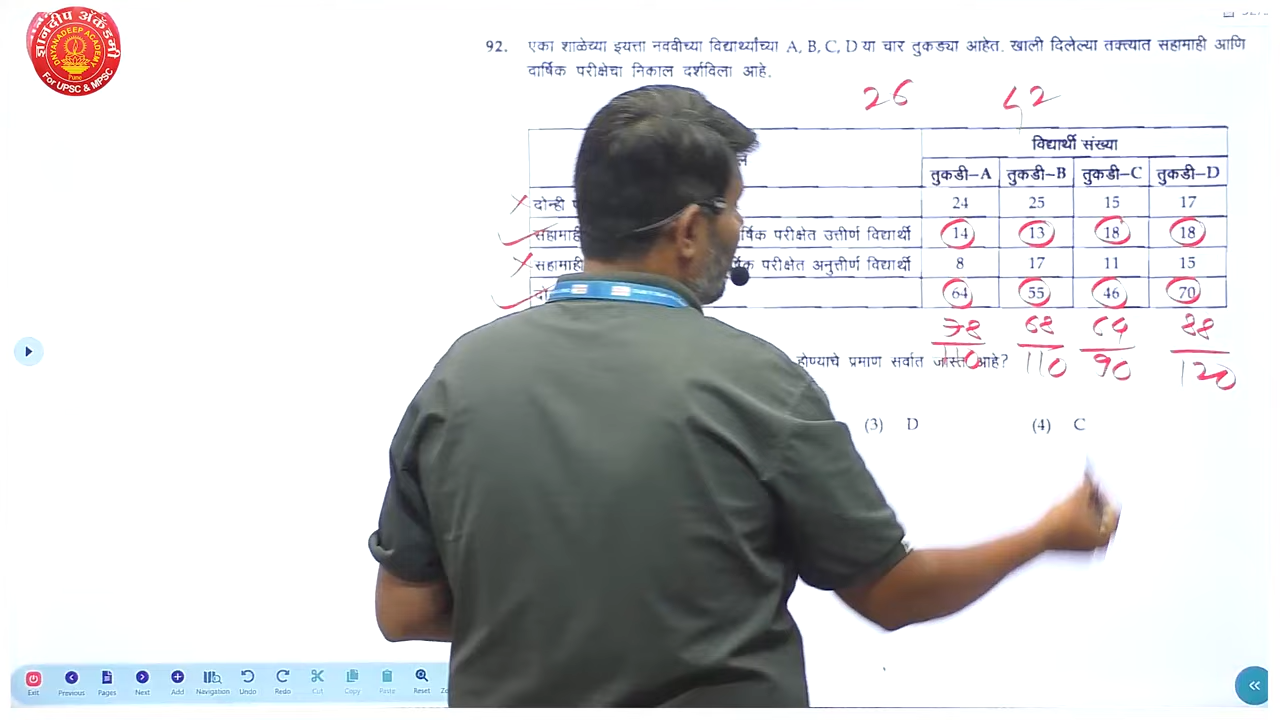 ज्ञानदीप अ‍ॅकॅडमी
DNYANADEEP ACADEMY
Pune
For UPSC & MPSC
92. एका शाळेच्या इयत्ता नववीच्या विद्यार्थ्यांच्या A, B, C, D या चार तुकड्या आहेत. खाली दिलेल्या तक्त्यात सहामाही आणि
वार्षिक परीक्षेचा निकाल दर्शविला आहे.
26
विद्यार्थी संख्या
तुकडी-A तुकडी-B तुकडी-C तुकडी-D
दोन्ही 24 25 15 17
सहामाही र्षिक परीक्षेत उत्तीर्ण विद्यार्थी 14 13 18 18
सहामाही र्षिक परीक्षेत अनुत्तीर्ण विद्यार्थी 8 17 11 15
64 55 46 70
110 110 90 120
होण्याचे प्रमाण सर्वात जास्त आहे?
(3) D (4) C
Exit Previous Pages Next Add Navigation Undo Redo Cut Copy Paste Reset